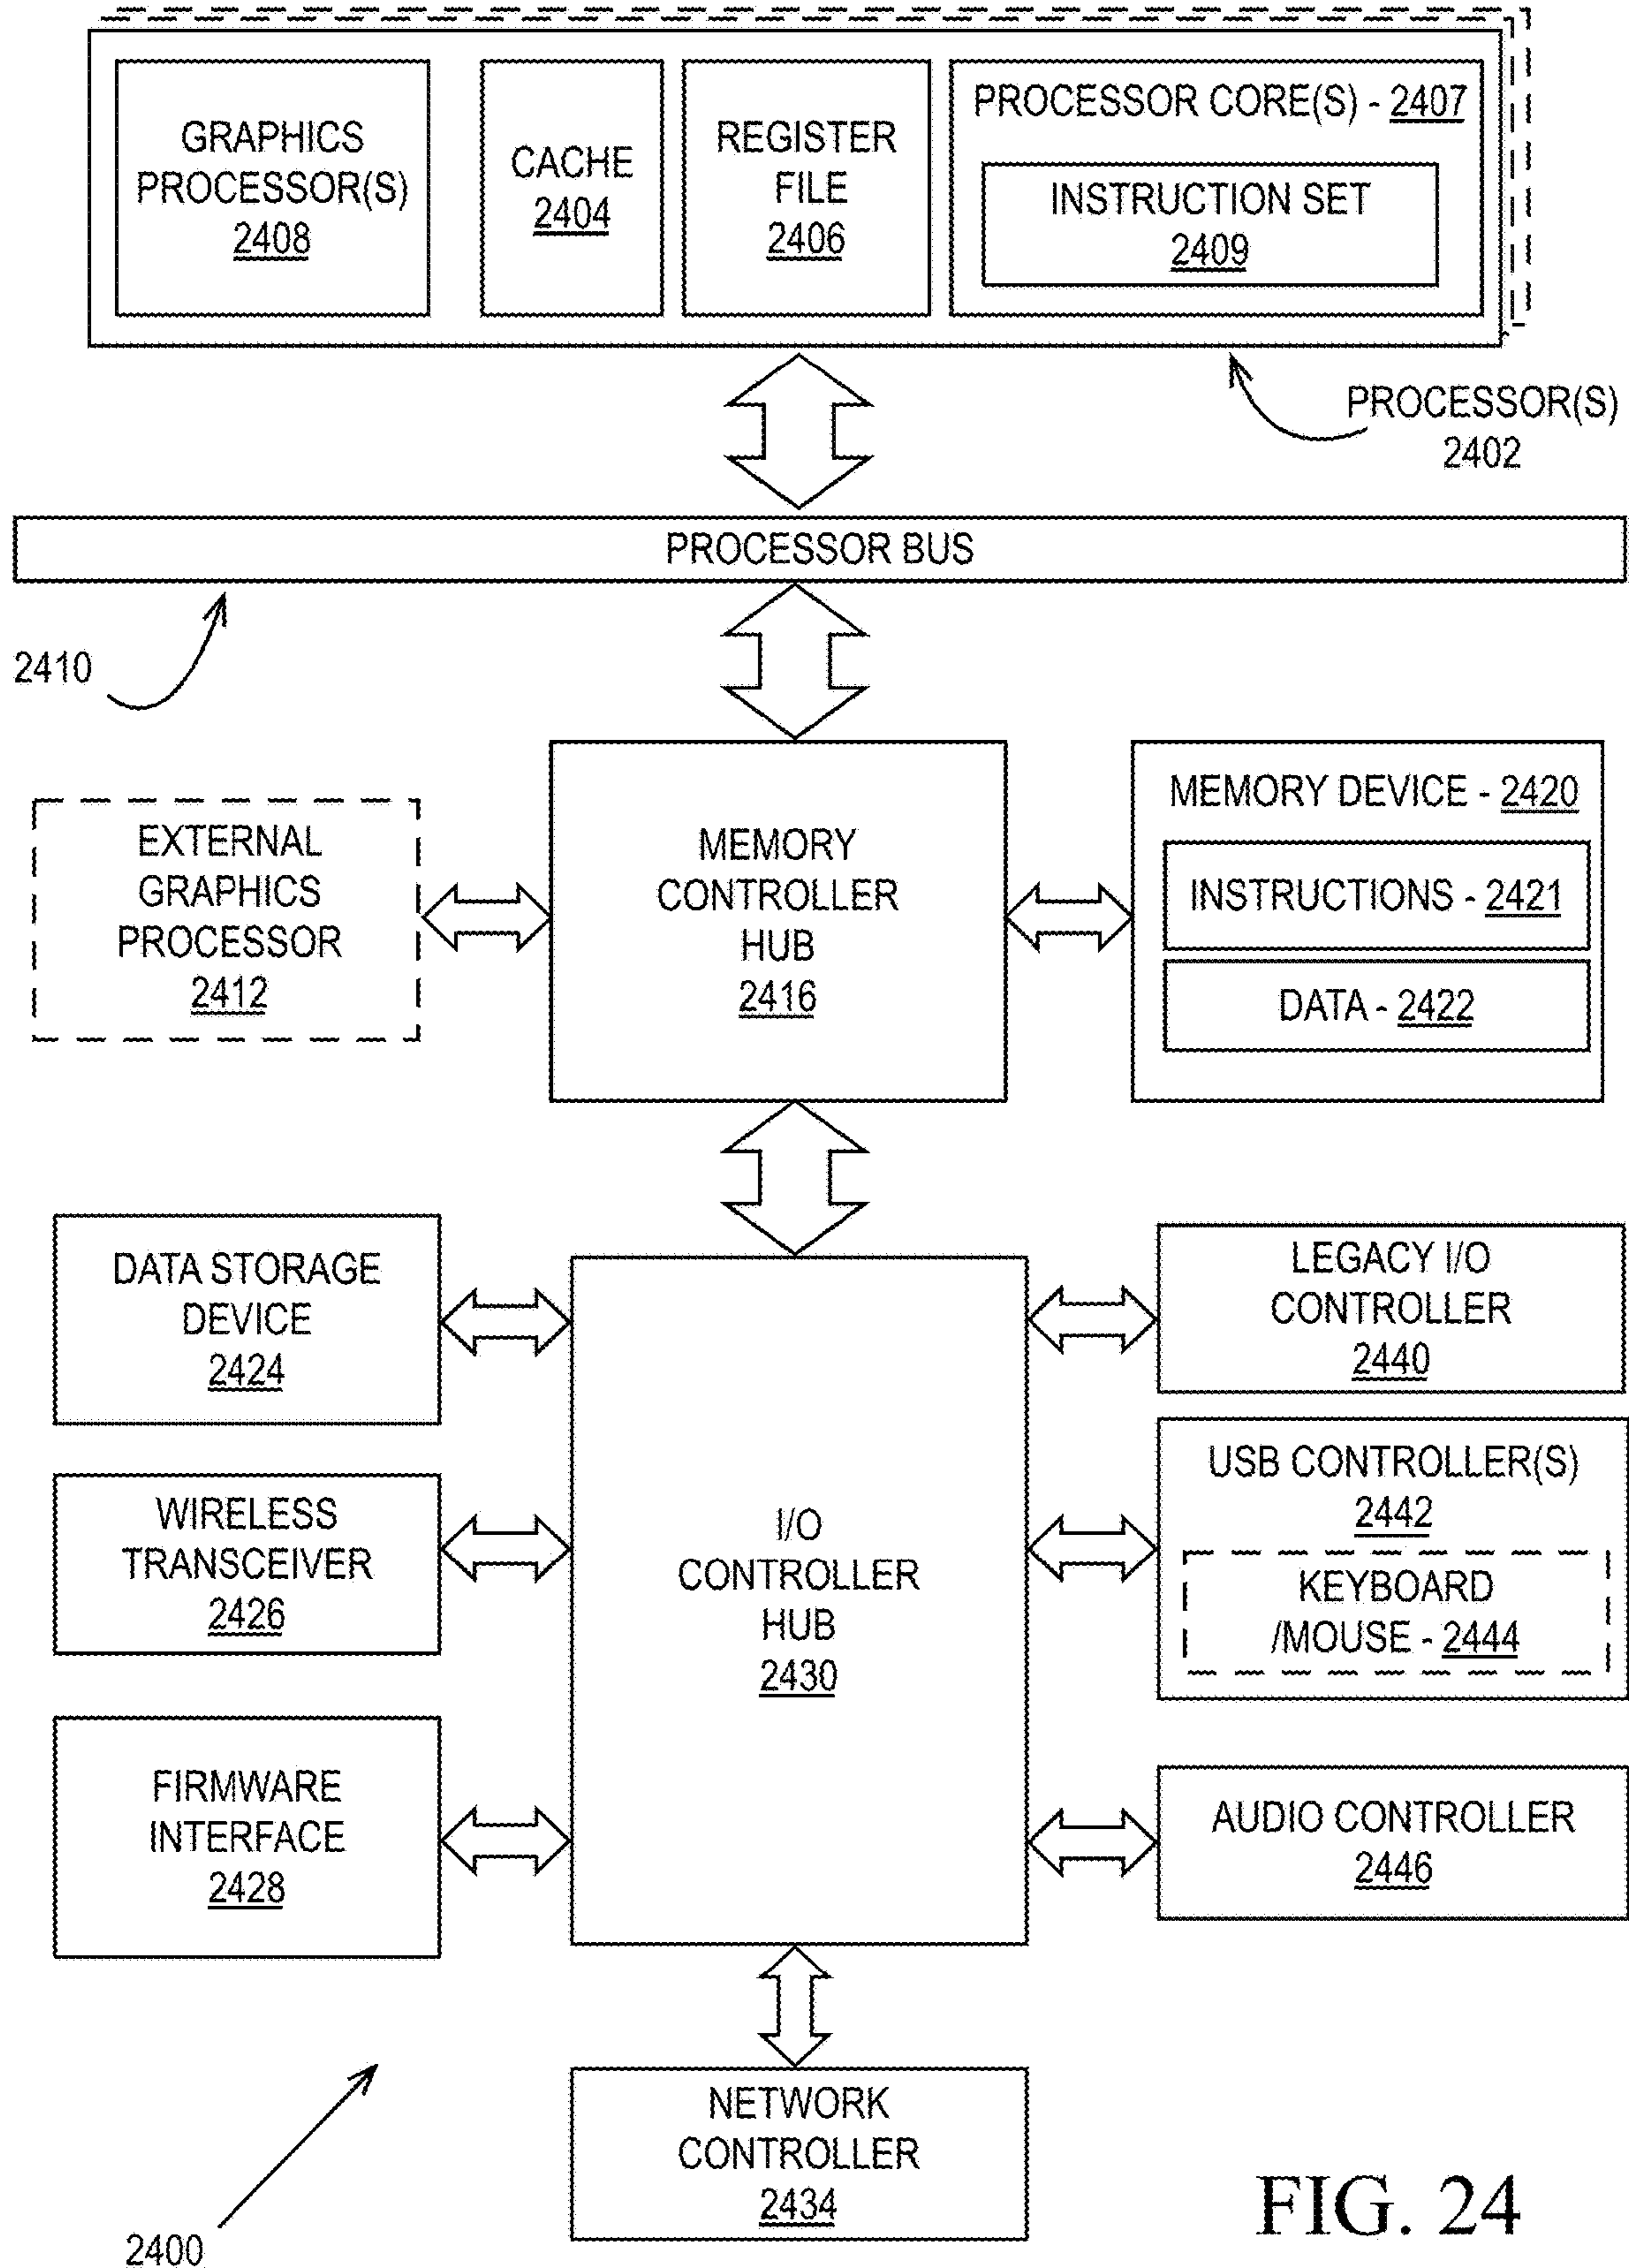 GRAPHICS
PROCESSOR(S)
2408
CACHE
2404
REGISTER
FILE
2406
PROCESSOR CORE(S) - 2407
INSTRUCTION SET
2409
PROCESSOR(S)
2402
PROCESSOR BUS
2410
EXTERNAL
GRAPHICS
PROCESSOR
2412
MEMORY
CONTROLLER
HUB
2416
MEMORY DEVICE - 2420
INSTRUCTIONS - 2421
DATA - 2422
DATA STORAGE
DEVICE
2424
WIRELESS
TRANSCEIVER
2426
FIRMWARE
INTERFACE
2428
I/O
CONTROLLER
HUB
2430
LEGACY I/O
CONTROLLER
2440
USB CONTROLLER(S)
2442
KEYBOARD
/MOUSE - 2444
AUDIO CONTROLLER
2446
NETWORK
CONTROLLER
2434
2400
FIG. 24